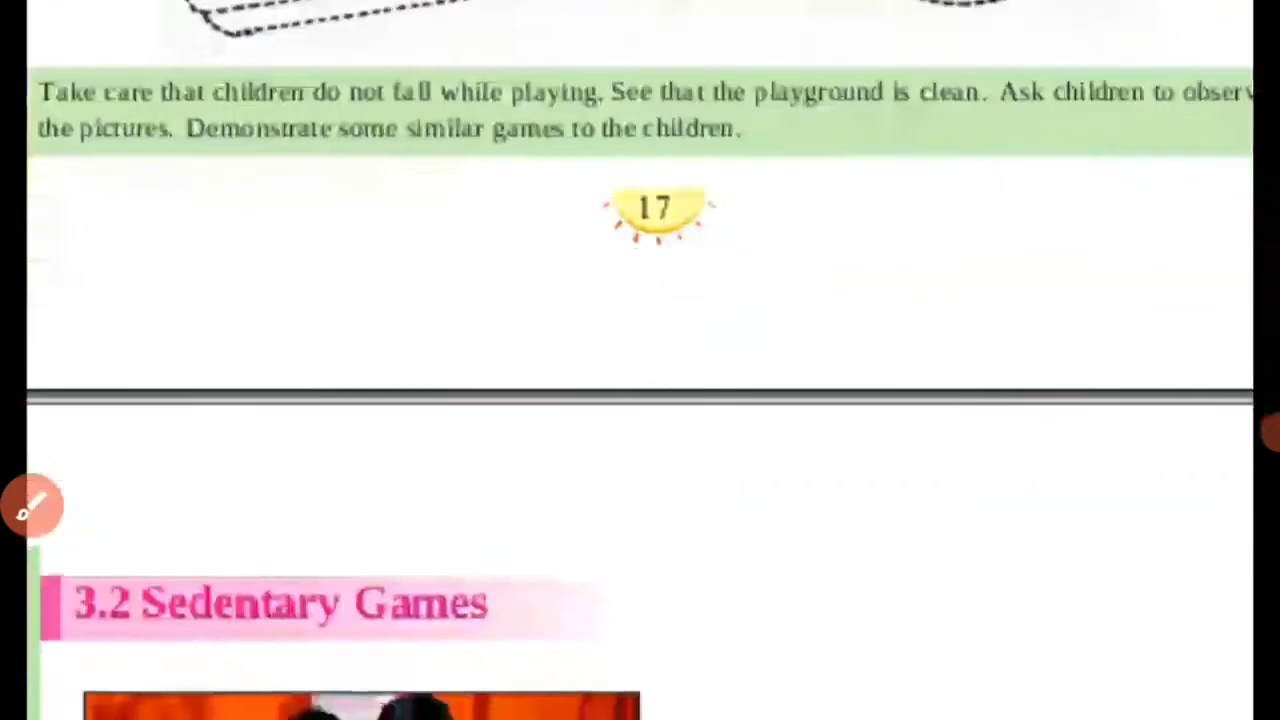 Take care that children do not fall while playing. See that the playground is clean. Ask children to observ
the pictures. Demonstrate some similar games to the children.
17
3.2 Sedentary Games